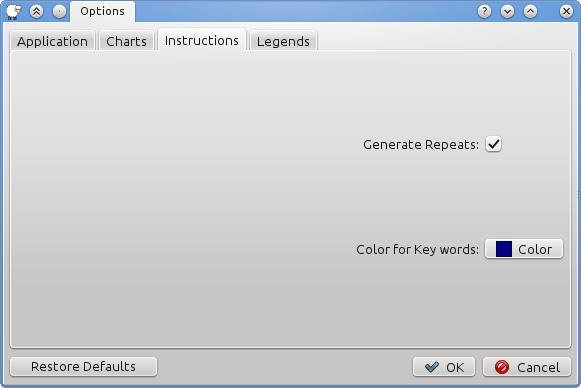 Options
Application Charts Instructions Legends
Generate Repeats:
Color for Key words: Color
Restore Defaults OK Cancel